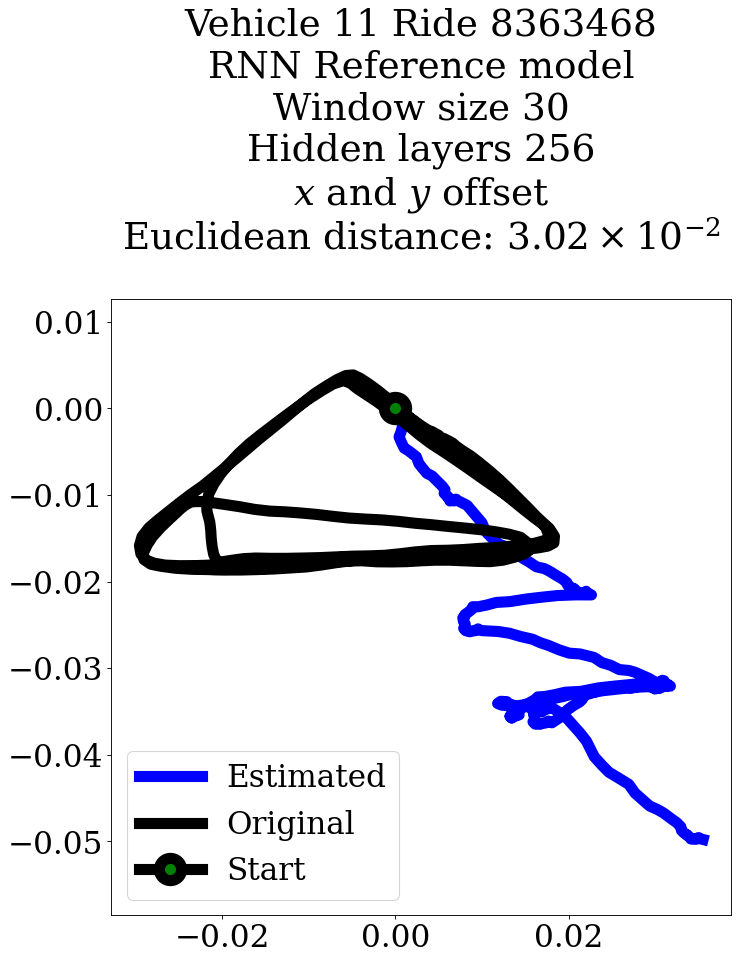 Vehicle 11 Ride 8363468
RNN Reference model
Window size 30
Hidden layers 256
x and y offset
Euclidean distance: 3.02 × 10⁻²
0.01
0.00
−0.01
−0.02
−0.03
−0.04
−0.05
Estimated
Original
Start
−0.02 0.00 0.02